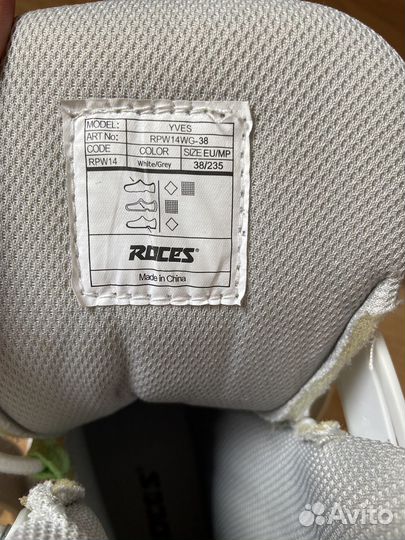 MODEL: YVES
ART No: RPW14WG-38
CODE COLOR SIZE EU/MP
RPW14 White/Grey 38/235
ROCES®
Made in China
ROCES
Avito